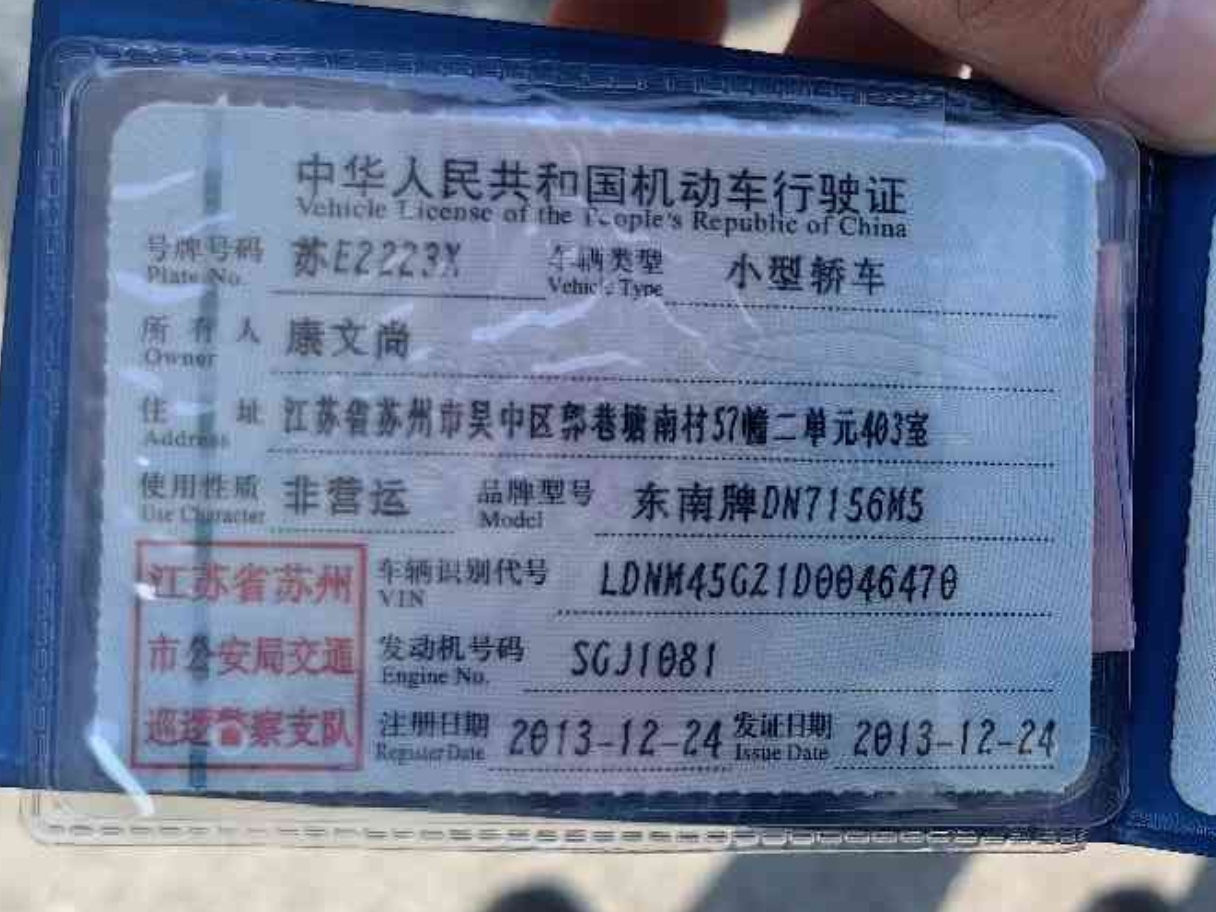 中华人民共和国机动车行驶证
Vehicle License of the People's Republic of China
号牌号码 苏E2223X 车辆类型 小型轿车
Plate No. Vehicle Type
所有人 康文尚
Owner
住址 江苏省苏州市吴中区郭巷塘南村57幢二单元403室
Address
使用性质 非营运 品牌型号 东南牌DN7156M5
Use Character Model
江苏省苏州
市公安局交通
巡逻警察支队
车辆识别代号 LDNM45GZ1D0046470
VIN
发动机号码 SGJ1081
Engine No.
注册日期 2013-12-24 发证日期 2013-12-24
Register Date Issue Date